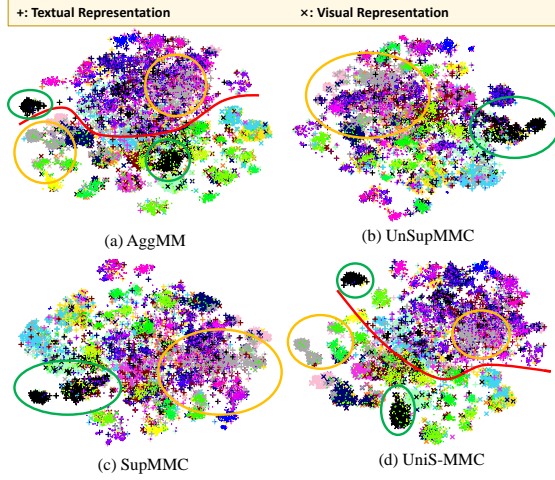 +: Textual Representation ×: Visual Representation
(a) AggMM
(b) UnSupMMC
(c) SupMMC
(d) UniS-MMC